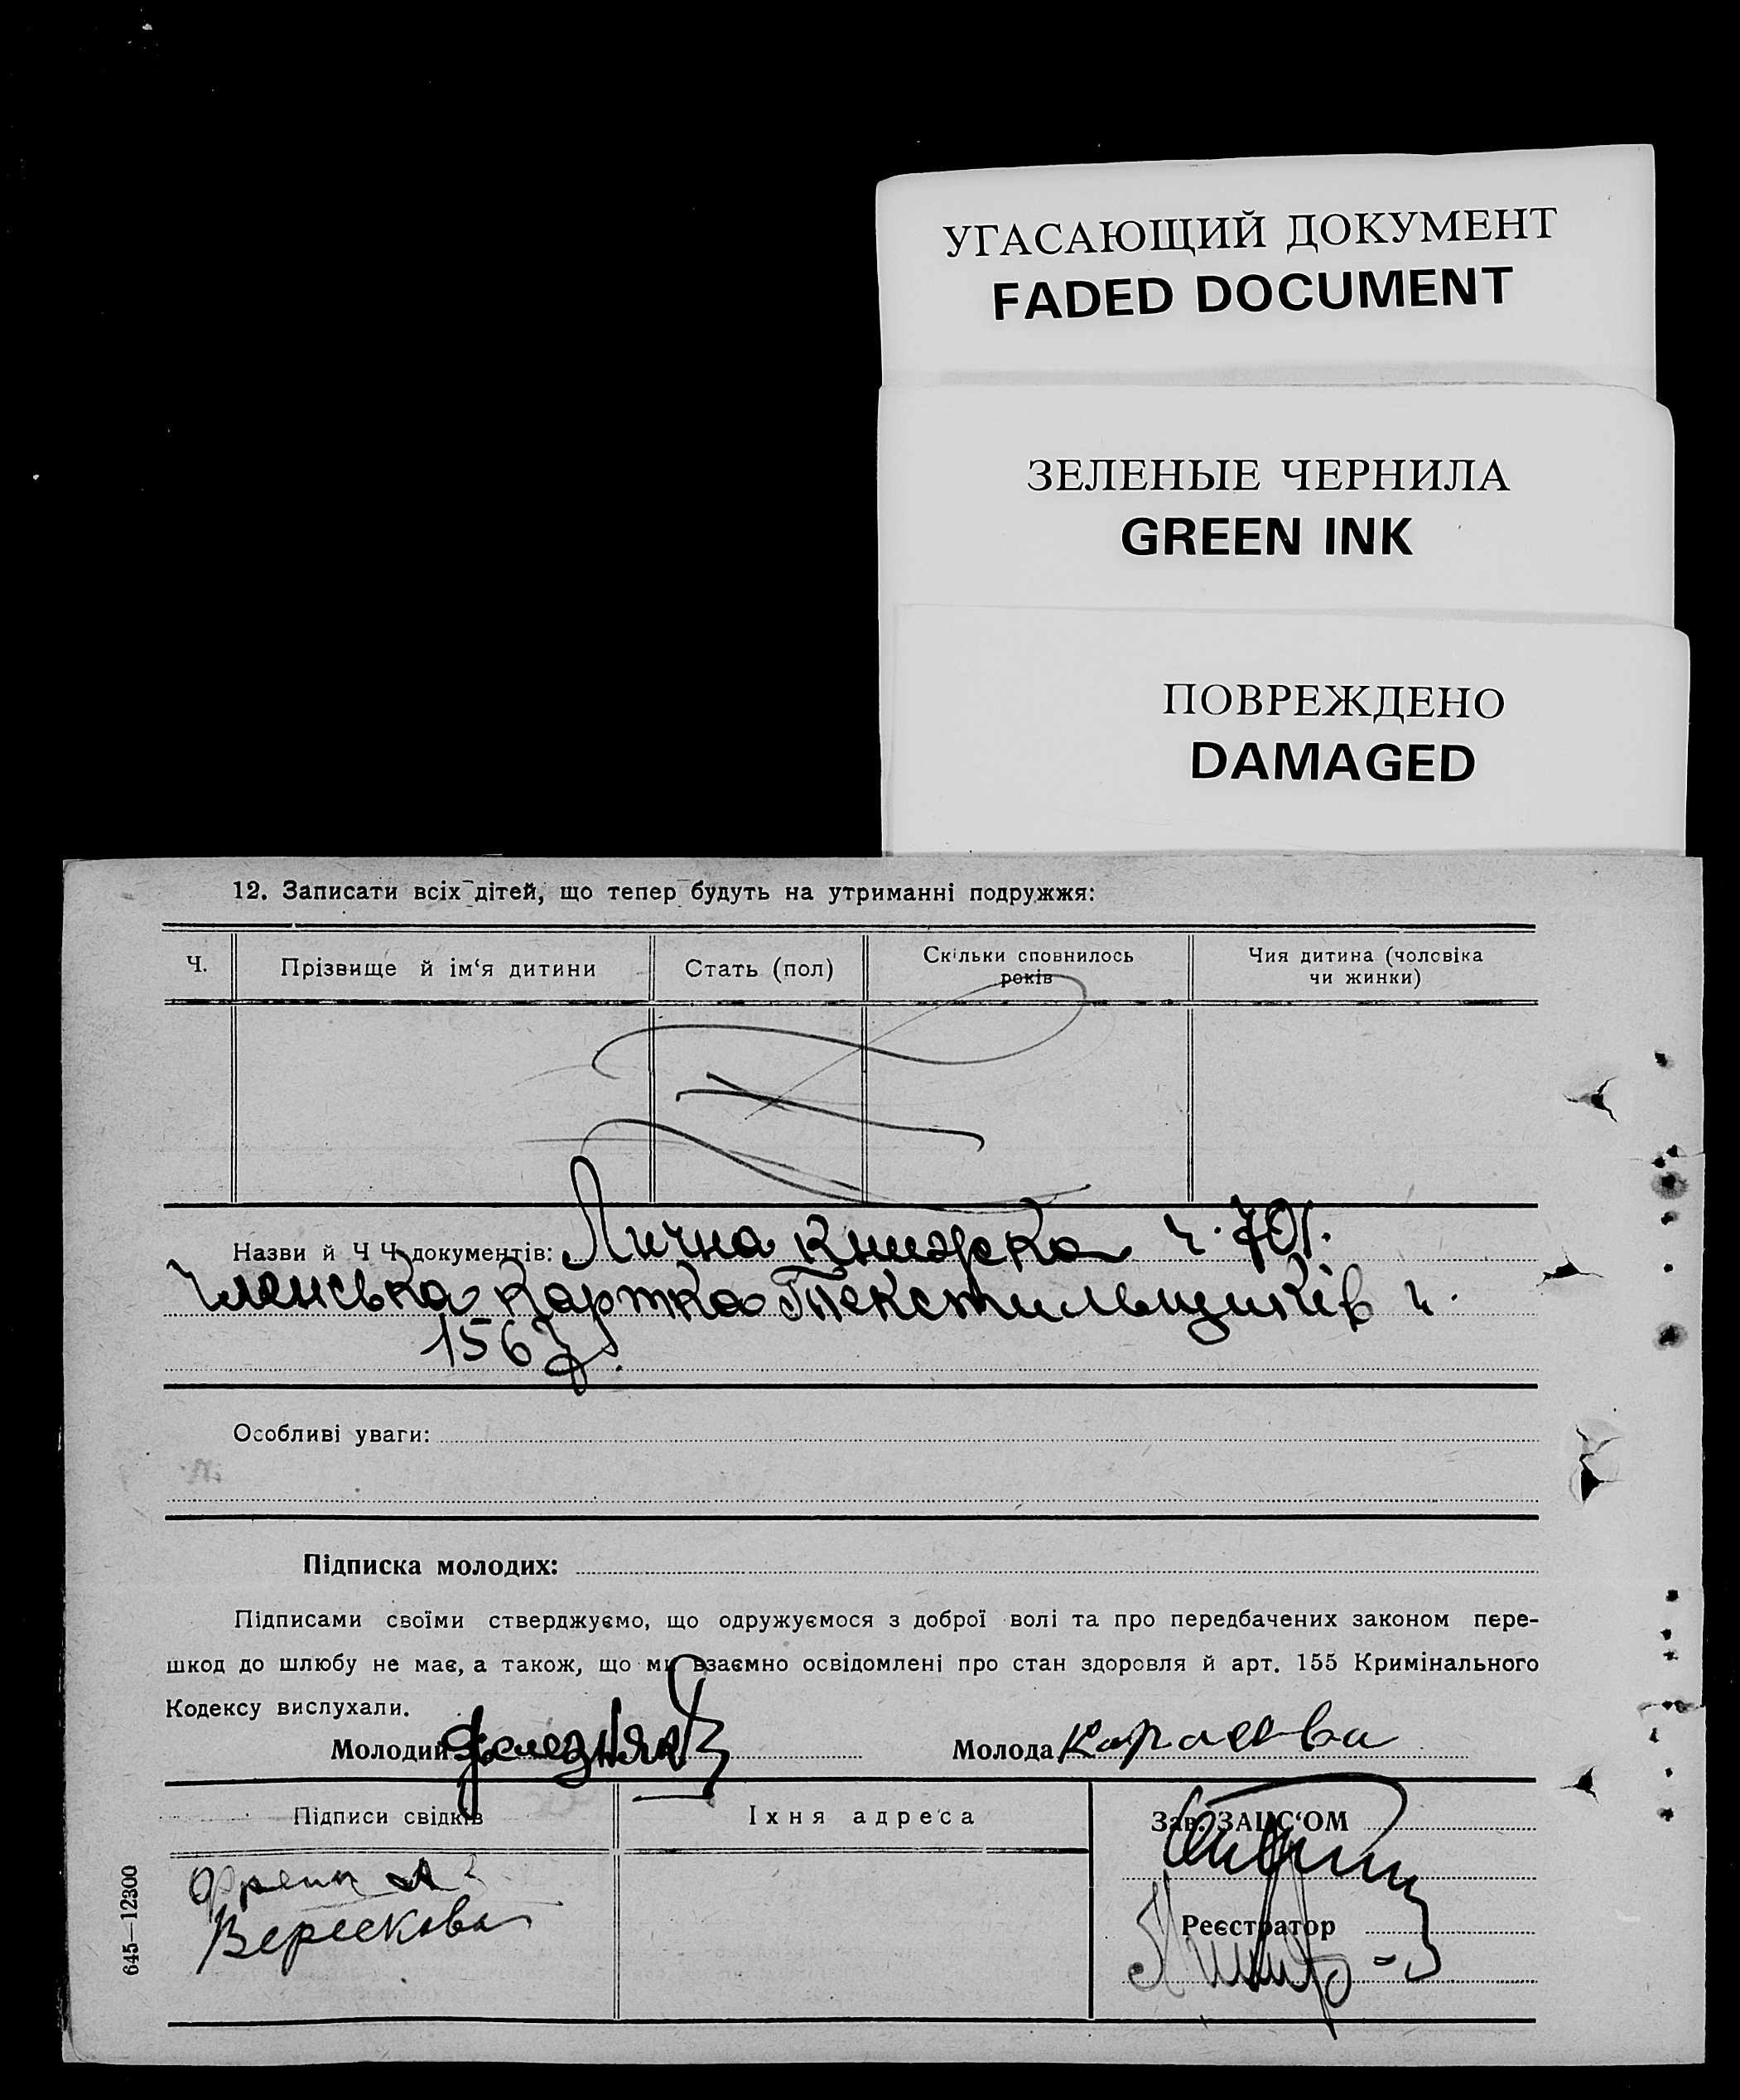 УГАСАЮЩИЙ ДОКУМЕНТ
FADED DOCUMENT
ЗЕЛЕНЫЕ ЧЕРНИЛА
GREEN INK
ПОВРЕЖДЕНО
DAMAGED
12. Записати всіх дітей, що тепер будуть на утриманні подружжя:
Ч.
Прізвище й ім‘я дитини
Стать (пол)
Скільки сповнилось
років
Чия дитина (чоловіка
чи жинки)
Назви й Ч Ч документів: Лична книжка ч. 701.
Членська картка Текстильщиків ч.
1567.
Особливі уваги:
Підписка молодих:
Підписами своїми стверджуємо, що одружуємося з доброї волі та про передбачених законом пере-
шкод до шлюбу не має, а також, що ми взаємно освідомлені про стан здоровля й арт. 155 Кримінального
Кодексу вислухали.
Молодий
Молода
Підписи свідків
Їхня адреса
Зав. ЗАЦС‘ОМ
Верескова
Реєстратор
645—12300